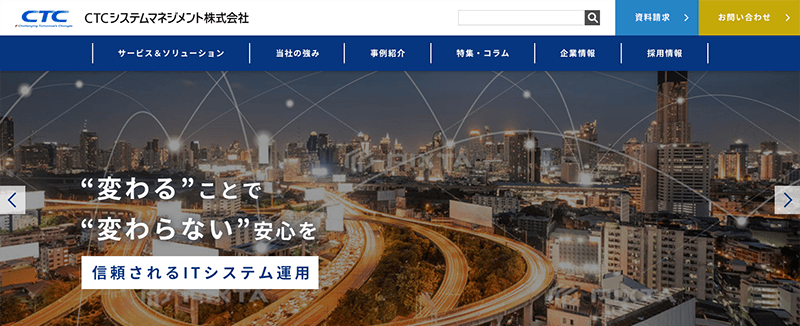 CTC
Challenging Tomorrow's Changes
CTCシステムマネジメント株式会社
資料請求
お問い合わせ
サービス＆ソリューション
当社の強み
事例紹介
特集・コラム
企業情報
採用情報
“変わる”ことで
“変わらない”安心を
信頼されるITシステム運用